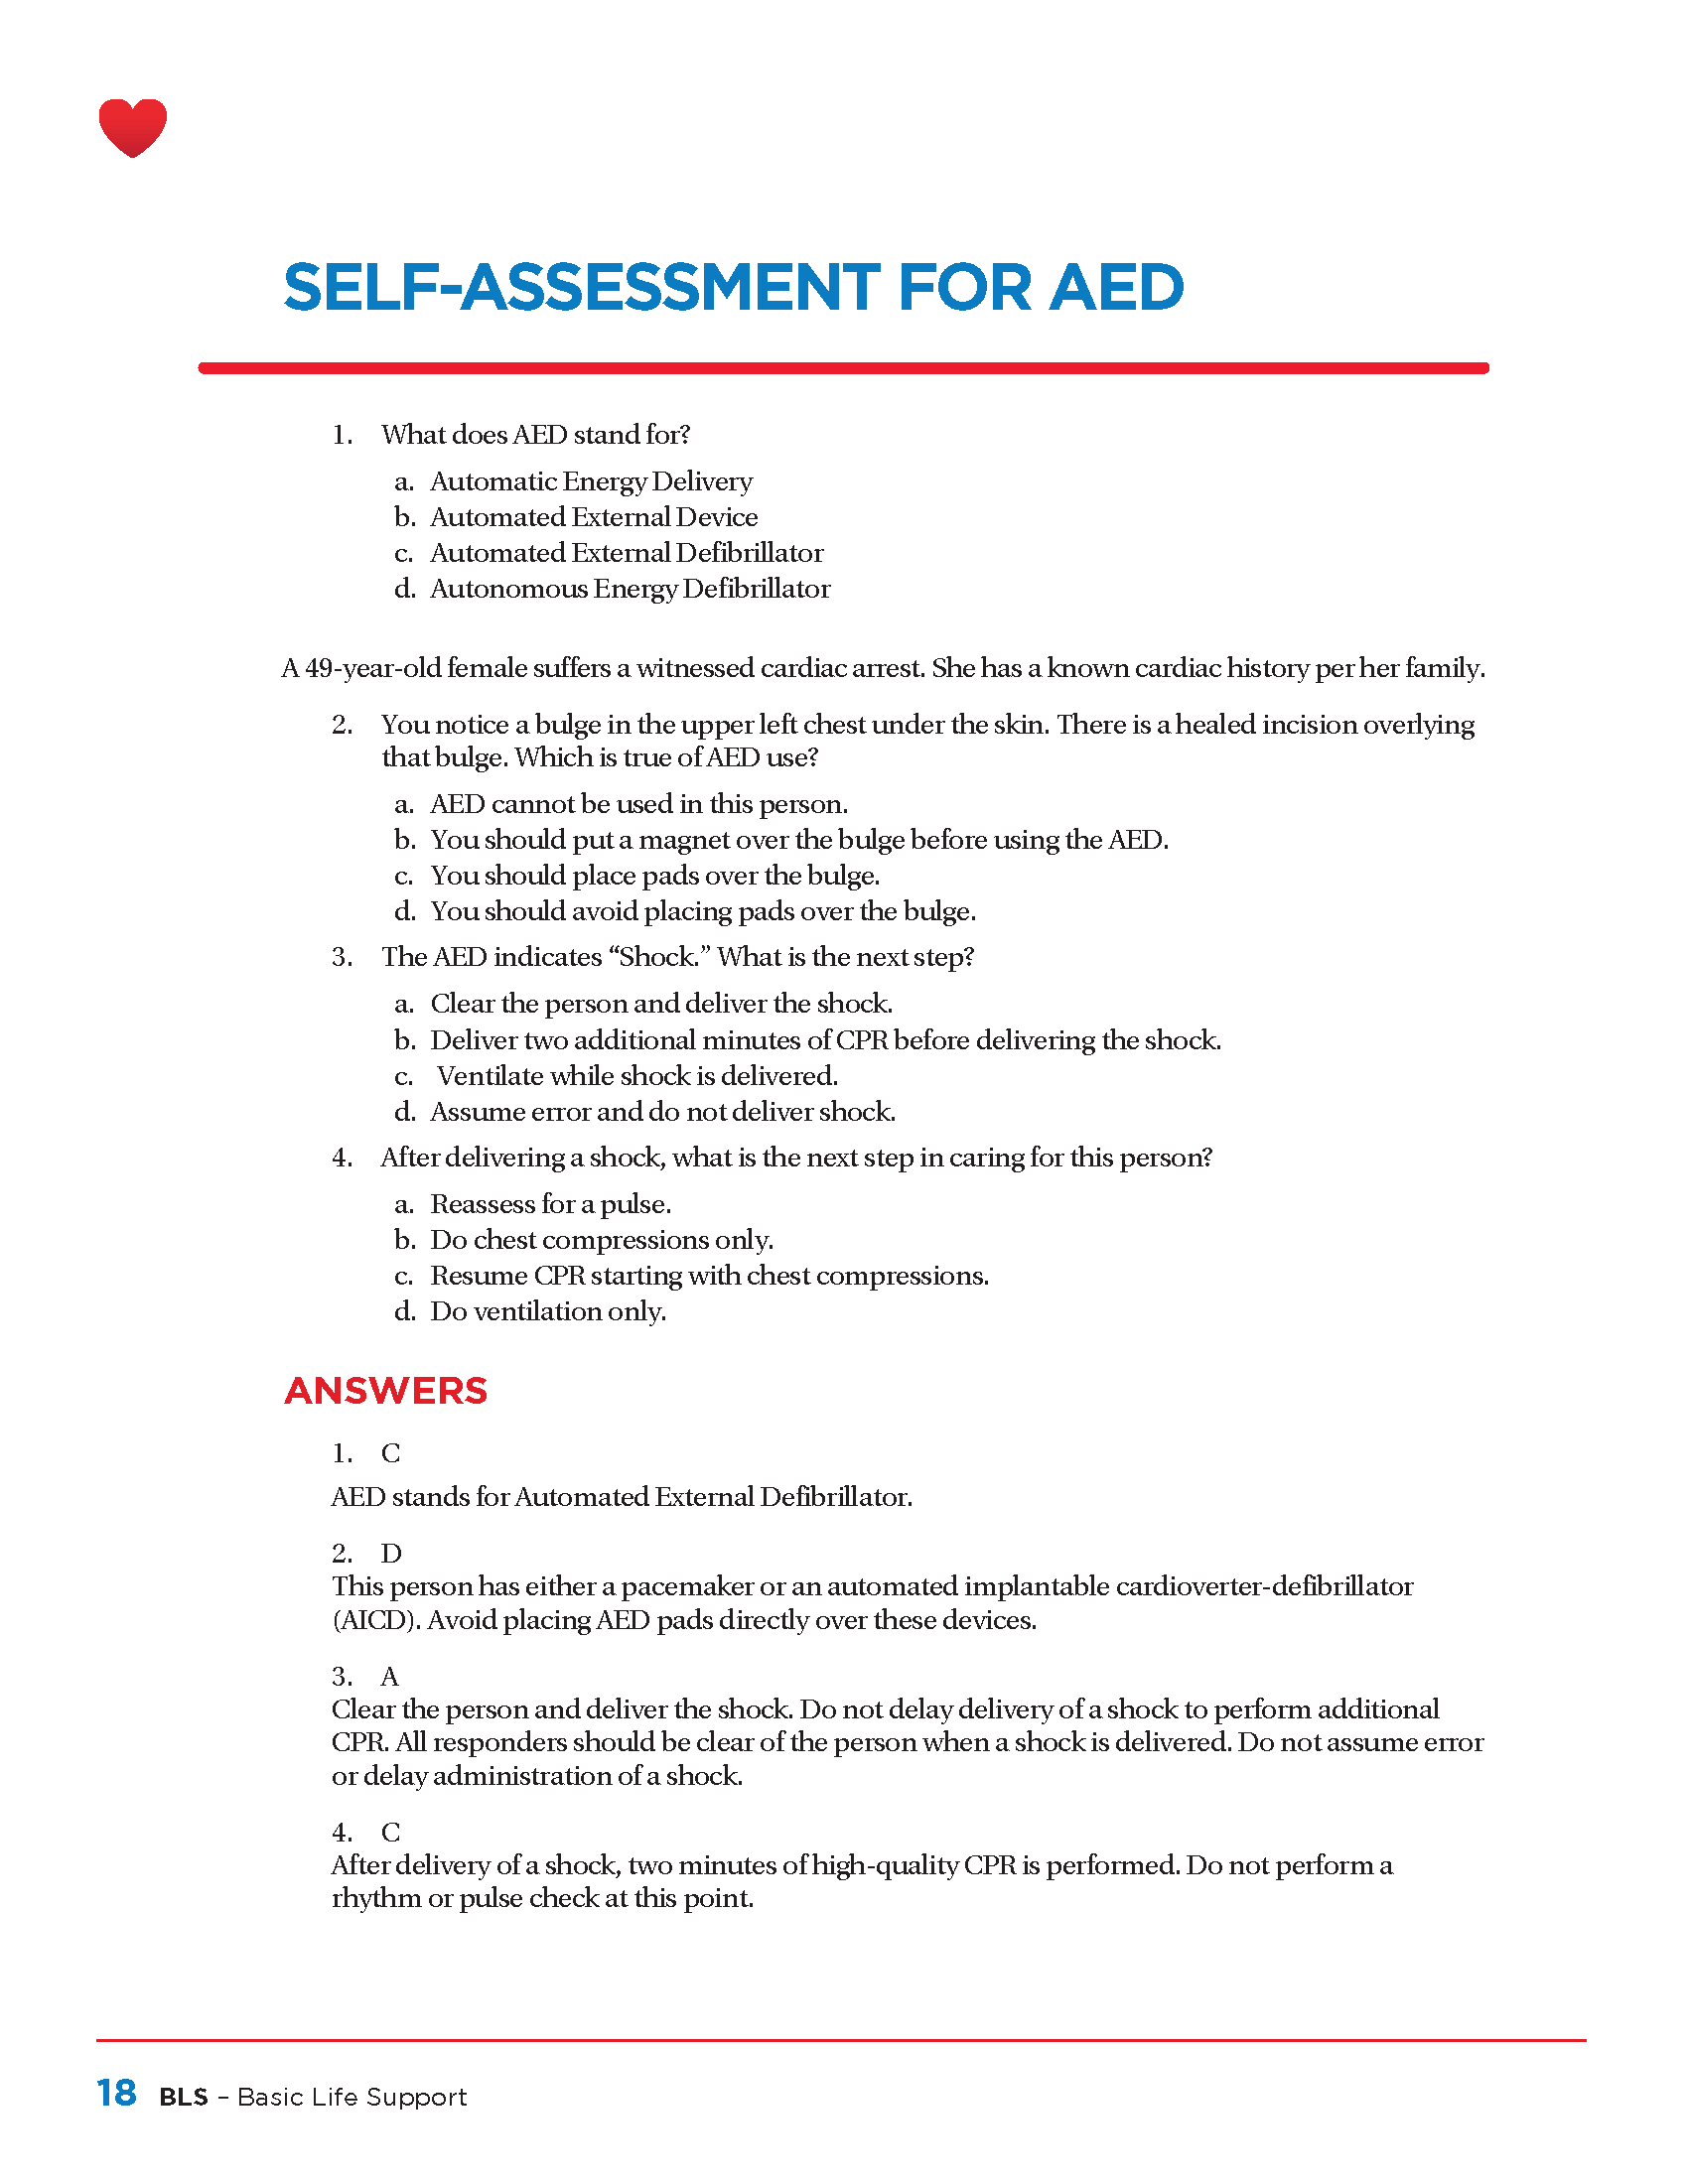 SELF-ASSESSMENT FOR AED
1. What does AED stand for?
a. Automatic Energy Delivery
b. Automated External Device
c. Automated External Defibrillator
d. Autonomous Energy Defibrillator
A 49-year-old female suffers a witnessed cardiac arrest. She has a known cardiac history per her family.
2. You notice a bulge in the upper left chest under the skin. There is a healed incision overlying
that bulge. Which is true of AED use?
a. AED cannot be used in this person.
b. You should put a magnet over the bulge before using the AED.
c. You should place pads over the bulge.
d. You should avoid placing pads over the bulge.
3. The AED indicates “Shock.” What is the next step?
a. Clear the person and deliver the shock.
b. Deliver two additional minutes of CPR before delivering the shock.
c. Ventilate while shock is delivered.
d. Assume error and do not deliver shock.
4. After delivering a shock, what is the next step in caring for this person?
a. Reassess for a pulse.
b. Do chest compressions only.
c. Resume CPR starting with chest compressions.
d. Do ventilation only.
ANSWERS
1. C
AED stands for Automated External Defibrillator.
2. D
This person has either a pacemaker or an automated implantable cardioverter-defibrillator
(AICD). Avoid placing AED pads directly over these devices.
3. A
Clear the person and deliver the shock. Do not delay delivery of a shock to perform additional
CPR. All responders should be clear of the person when a shock is delivered. Do not assume error
or delay administration of a shock.
4. C
After delivery of a shock, two minutes of high-quality CPR is performed. Do not perform a
rhythm or pulse check at this point.
18 BLS – Basic Life Support